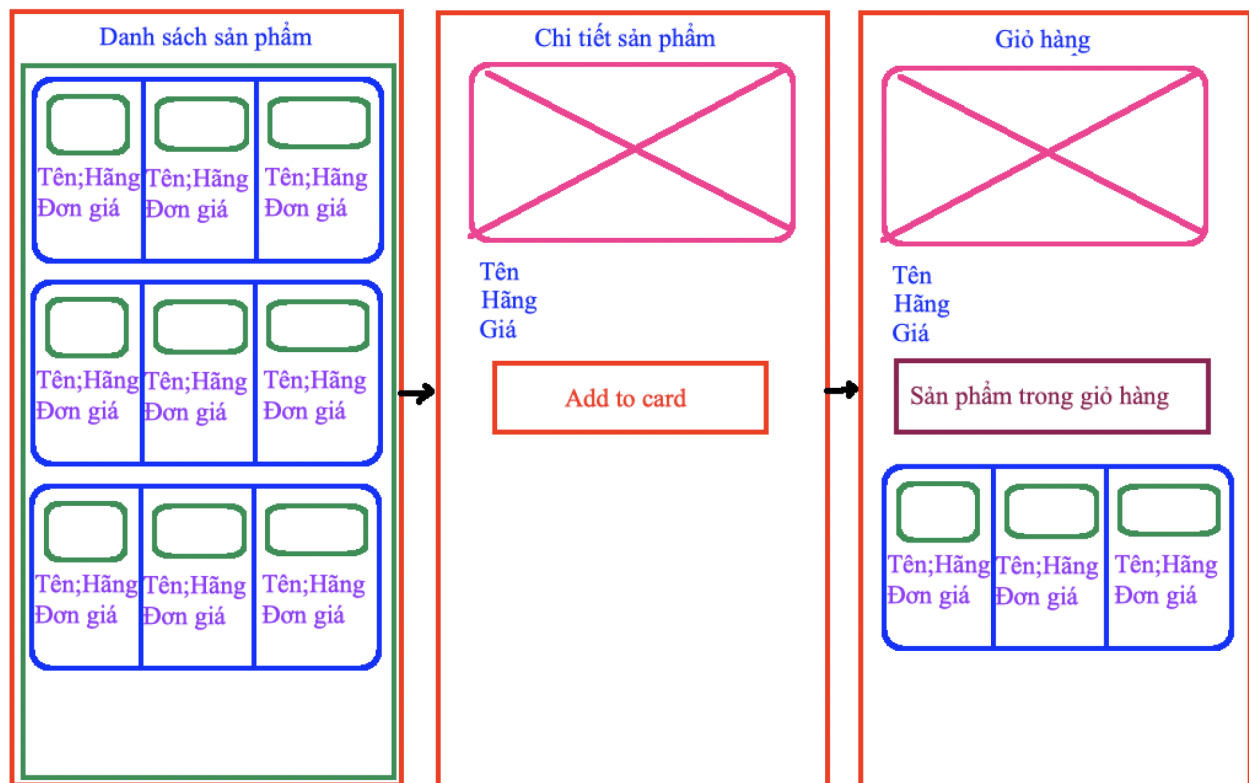 Danh sách sản phẩm
Tên;Hãng Tên;Hãng Tên;Hãng
Đơn giá Đơn giá Đơn giá
Tên;Hãng Tên;Hãng Tên;Hãng
Đơn giá Đơn giá Đơn giá
Tên;Hãng Tên;Hãng Tên;Hãng
Đơn giá Đơn giá Đơn giá
Chi tiết sản phẩm
Tên
Hãng
Giá
Add to card
Giỏ hàng
Tên
Hãng
Giá
Sản phẩm trong giỏ hàng
Tên;Hãng Tên;Hãng Tên;Hãng
Đơn giá Đơn giá Đơn giá